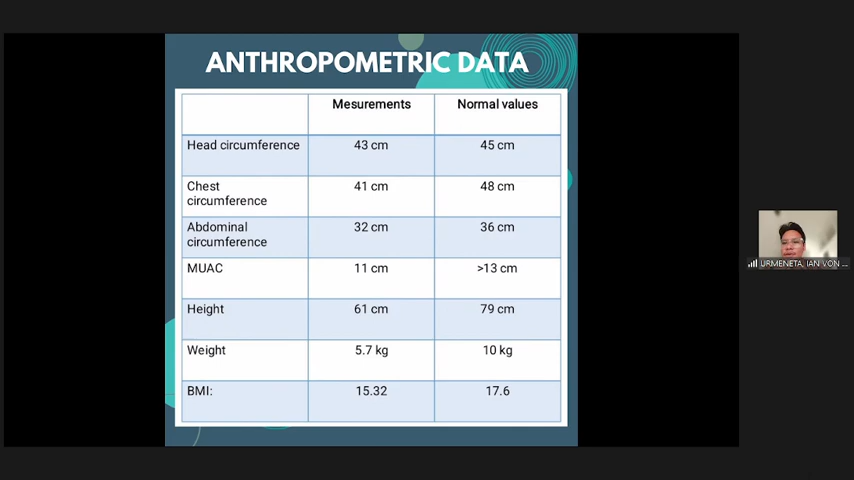 ANTHROPOMETRIC DATA
Mesurements Normal values
Head circumference 43 cm 45 cm
Chest circumference 41 cm 48 cm
Abdominal circumference 32 cm 36 cm
MUAC 11 cm >13 cm
Height 61 cm 79 cm
Weight 5.7 kg 10 kg
BMI: 15.32 17.6
URMENETA, IAN VON ...